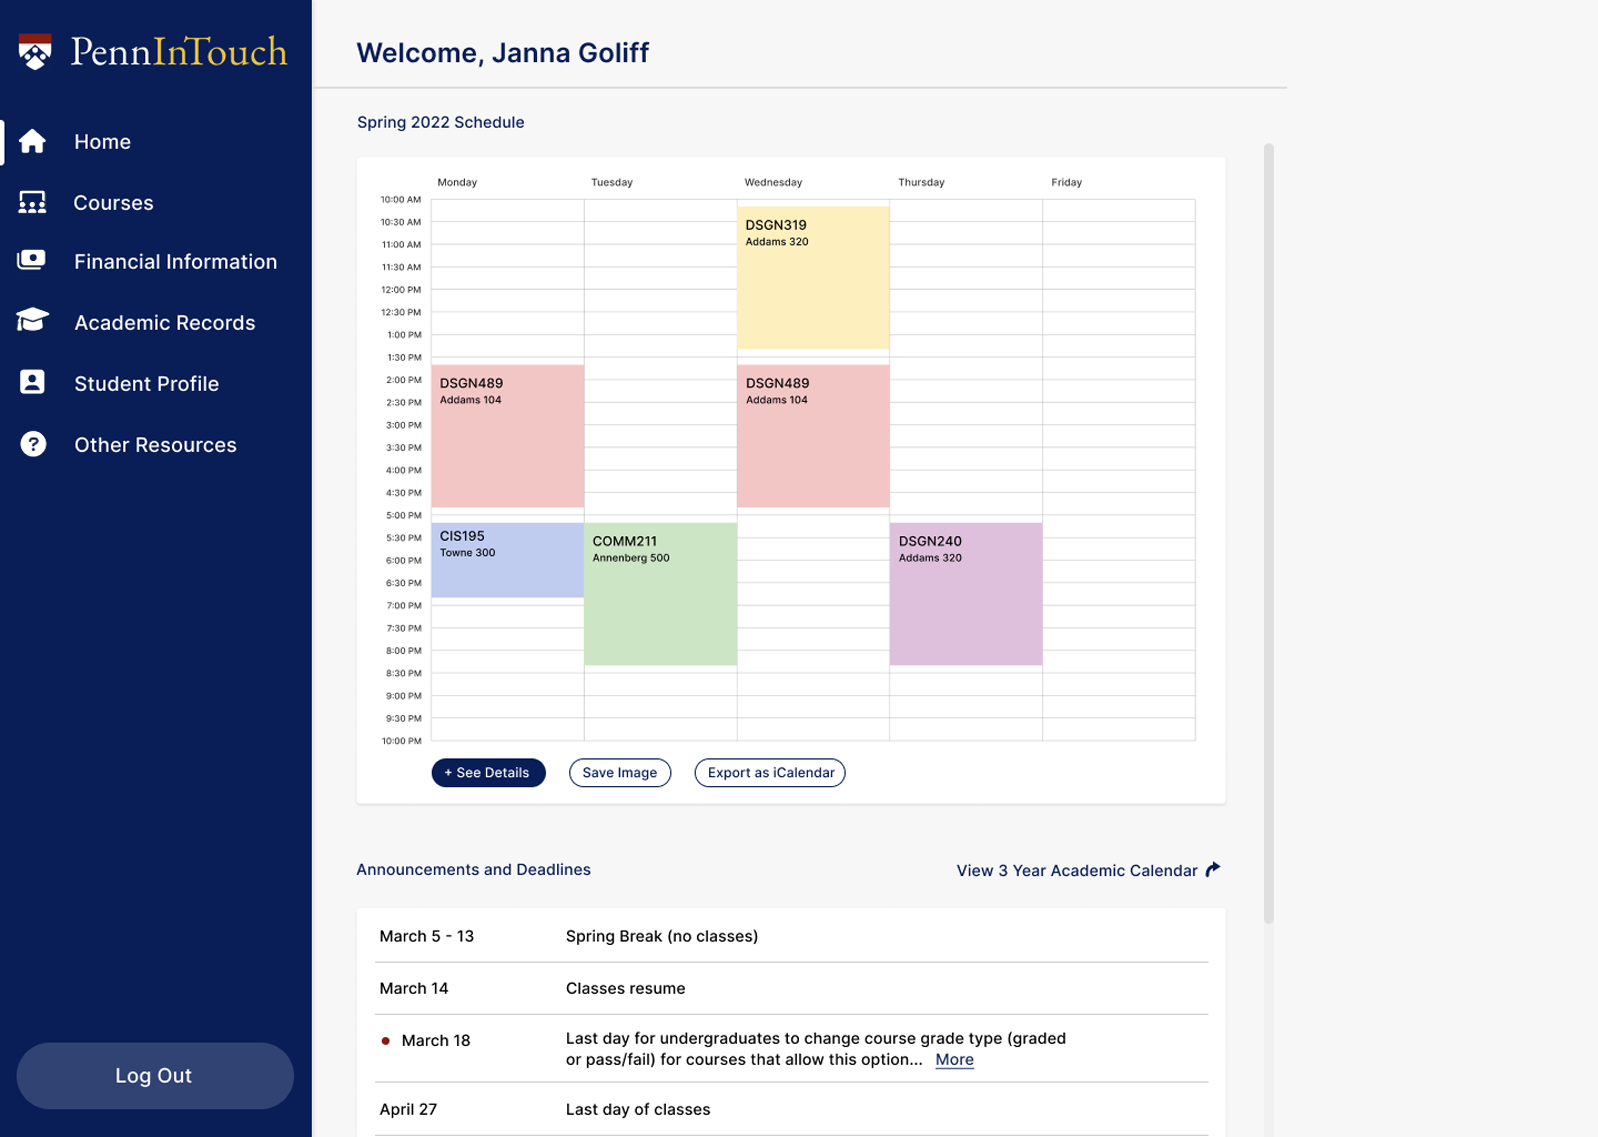 PennInTouch
Home
Courses
Financial Information
Academic Records
Student Profile
Other Resources
Log Out
Welcome, Janna Goliff
Spring 2022 Schedule
Monday Tuesday Wednesday Thursday Friday
10:00 AM
10:30 AM
11:00 AM
11:30 AM
12:00 PM
12:30 PM
1:00 PM
1:30 PM
2:00 PM
2:30 PM
3:00 PM
3:30 PM
4:00 PM
4:30 PM
5:00 PM
5:30 PM
6:00 PM
6:30 PM
7:00 PM
7:30 PM
8:00 PM
8:30 PM
9:00 PM
9:30 PM
10:00 PM
DSGN319
Addams 320
DSGN489
Addams 104
DSGN489
Addams 104
CIS195
Towne 300
COMM211
Annenberg 500
DSGN240
Addams 320
+ See Details
Save Image
Export as iCalendar
Announcements and Deadlines
View 3 Year Academic Calendar
March 5 - 13 Spring Break (no classes)
March 14 Classes resume
March 18 Last day for undergraduates to change course grade type (graded
or pass/fail) for courses that allow this option... More
April 27 Last day of classes